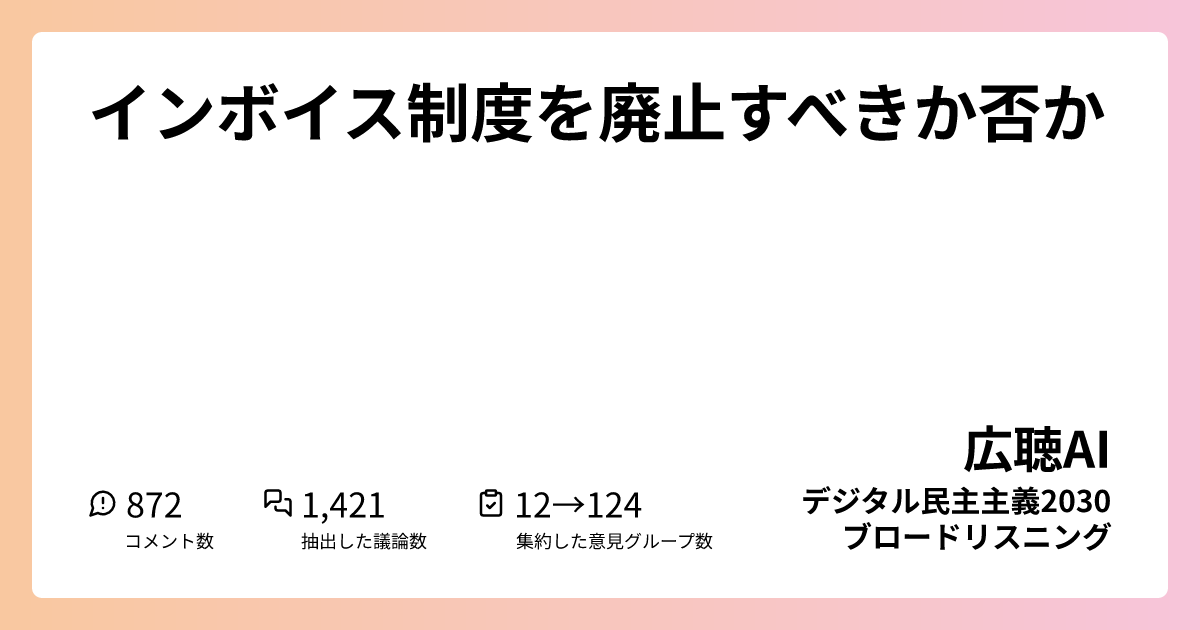 インボイス制度を廃止すべきか否か
広聴AI
872
コメント数
1,421
抽出した議論数
12→124
集約した意見グループ数
デジタル民主主義2030
ブロードリスニング